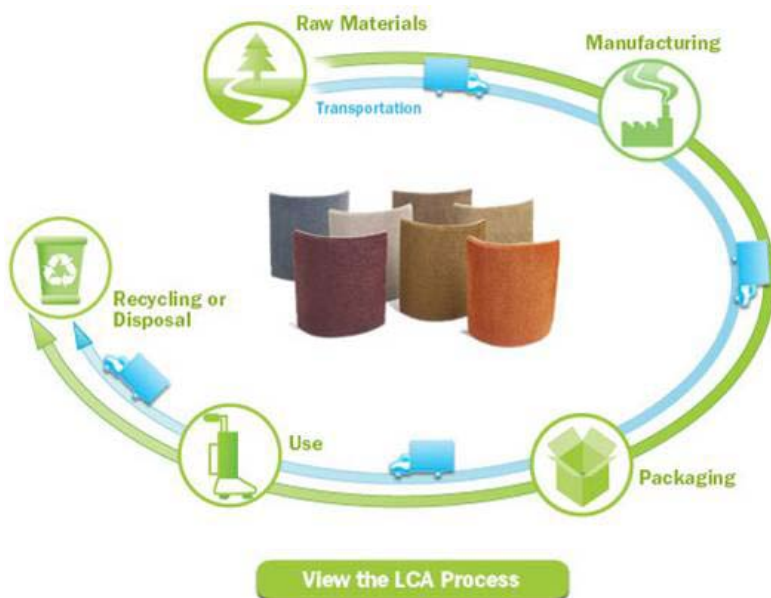 Raw Materials
Manufacturing
Transportation
Recycling or
Disposal
Use
Packaging
View the LCA Process